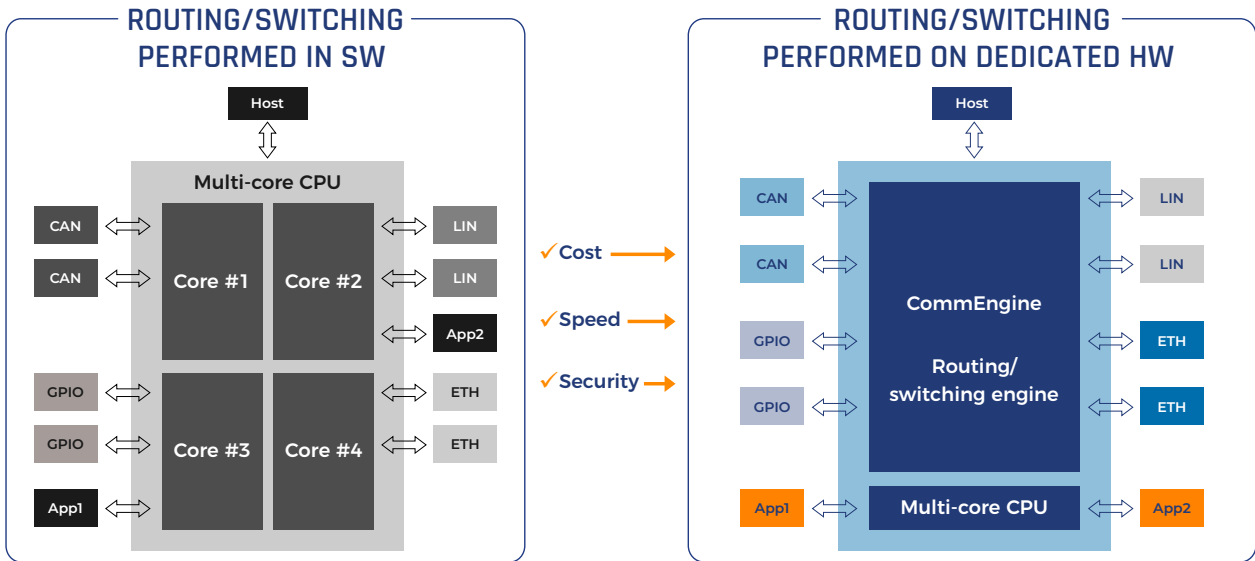 ROUTING/SWITCHING
PERFORMED IN SW
Host
Multi-core CPU
CAN
CAN
GPIO
GPIO
App1
Core #1
Core #2
Core #3
Core #4
LIN
LIN
App2
ETH
ETH
✓Cost
✓Speed
✓Security
ROUTING/SWITCHING
PERFORMED ON DEDICATED HW
Host
CAN
CAN
GPIO
GPIO
App1
CommEngine
Routing/
switching engine
Multi-core CPU
LIN
LIN
ETH
ETH
App2